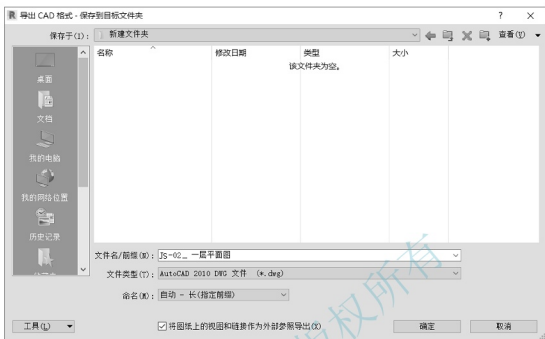 导出 CAD 格式 - 保存到目标文件夹
? ×
保存于(I):
新建文件夹
查看(V)
名称
修改日期
类型
大小
该文件夹为空。
桌面
文档
我的电脑
我的网络位置
历史记录
文件名/前缀(N):
JS-02_ 一层平面图
文件类型(T):
AutoCAD 2010 DWG 文件 (*.dwg)
命名(M):
自动 - 长(指定前缀)
工具(L)
将图纸上的视图和链接作为外部参照导出(X)
确定
取消
权所有